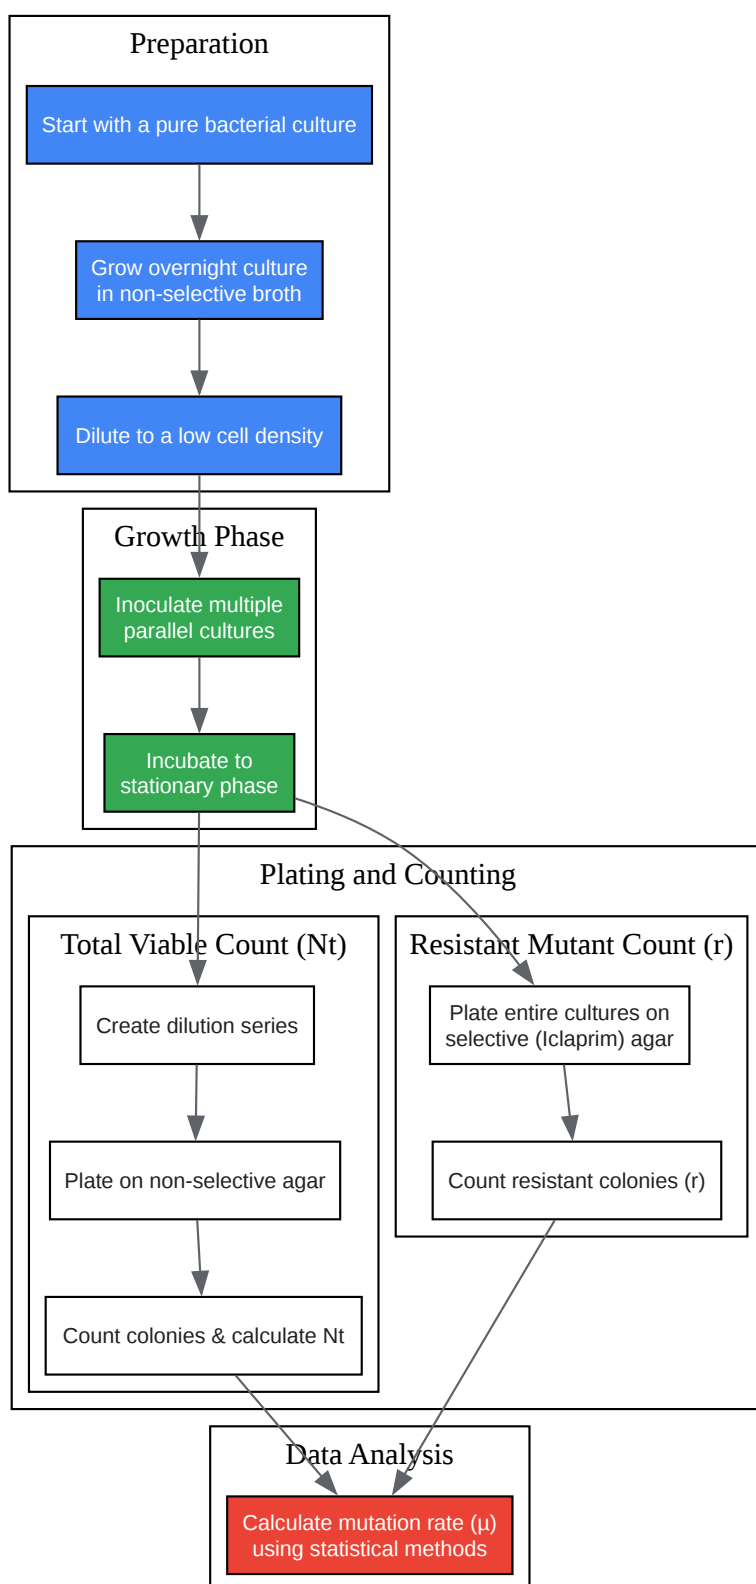 Preparation
Start with a pure bacterial culture
Grow overnight culture
in non-selective broth
Dilute to a low cell density
Growth Phase
Inoculate multiple
parallel cultures
Incubate to
stationary phase
Plating and Counting
Total Viable Count (Nt)
Create dilution series
Plate on non-selective agar
Count colonies & calculate Nt
Resistant Mutant Count (r)
Plate entire cultures on
selective (Iclaprim) agar
Count resistant colonies (r)
Data Analysis
Calculate mutation rate (μ)
using statistical methods